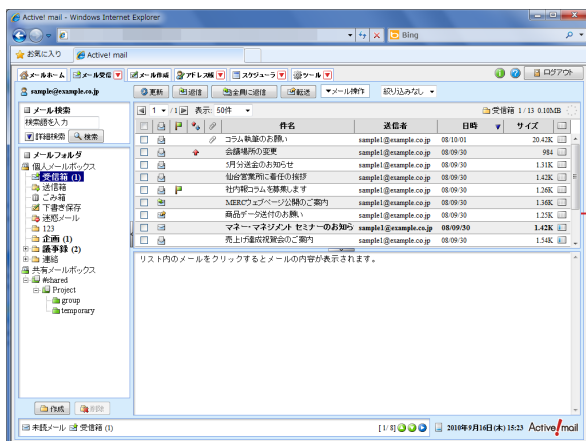 Active! mail - Windows Internet Explorer
Bing
お気に入り Active! mail
メールホーム メール受信 メール作成 アドレス帳 スケジューラ ツール ログアウト
sample@example.co.jp 更新 返信 全員に返信 転送 ▼メール操作 絞り込みなし
メール検索
検索語を入力
詳細検索 検索
メールフォルダ
個人メールボックス
受信箱 (1)
送信箱
ごみ箱
下書き保存
迷惑メール
123
企画 (1)
議事録 (2)
連絡
共有メールボックス
#shared
Project
group
temporary
作成 削除
1 /1 表示: 50件 受信箱 1 / 13 0.10MB
件名 送信者 日時 サイズ
コラム執筆のお願い sample1@example.co.jp 08/10/01 20.42K
会議場所の変更 sample1@example.co.jp 08/09/30 984
5月分送金のお知らせ sample1@example.co.jp 08/09/30 1.31K
仙台営業所に着任の挨拶 sample1@example.co.jp 08/09/30 1.42K
社内報コラムを募集します sample1@example.co.jp 08/09/30 1.26K
MERCウェブページ公開のご案内 sample1@example.co.jp 08/09/30 1.36K
商品データ送付のお願い sample1@example.co.jp 08/09/30 1.25K
マネー・マネジメント セミナーのお知らせ sample1@example.co.jp 08/09/30 1.42K
売上げ達成祝賀会のご案内 sample1@example.co.jp 08/09/30 1.54K
リスト内のメールをクリックするとメールの内容が表示されます。
未読メール 受信箱 (1) [1/8] 2010年9月16日(木) 15:23 Active! mail